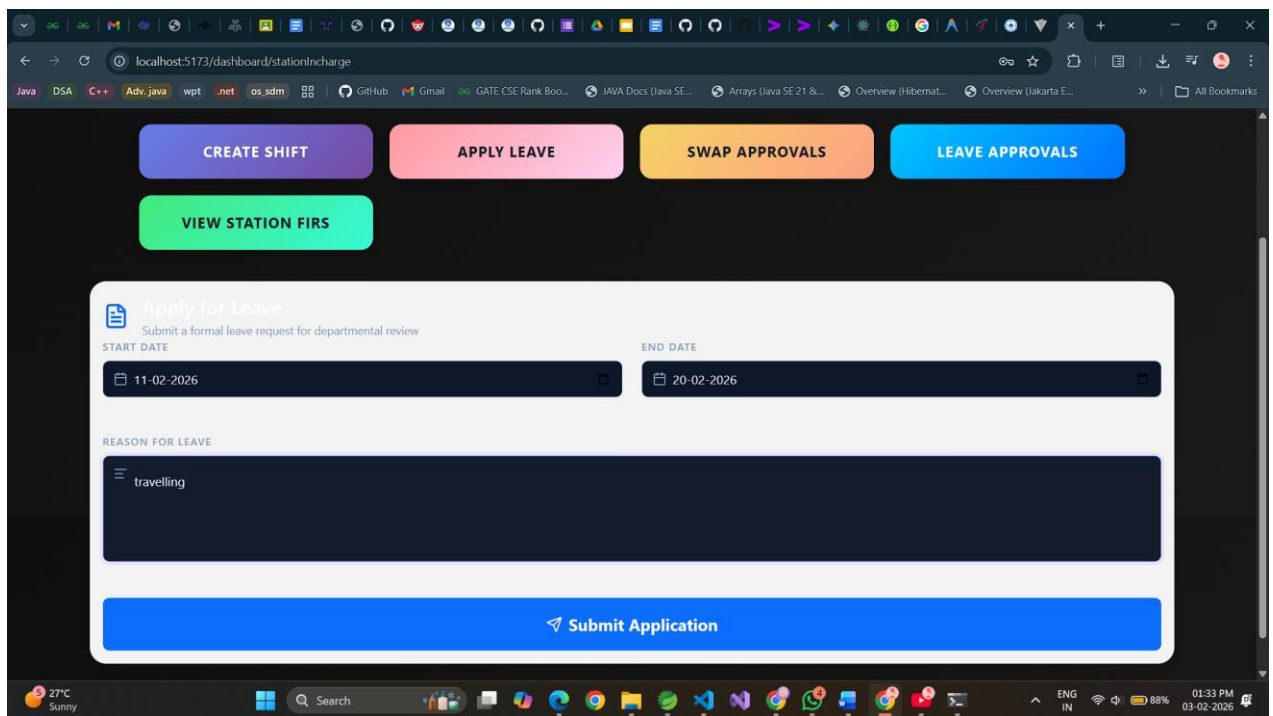 localhost:5173/dashboard/stationIncharge
Java DSA C++ Adv. java wpt .net os_sdm GitHub Gmail GATE CSE Rank Boo... JAVA Docs (Java SE... Arrays (Java SE 21 &... Overview (Hibernat... Overview (Jakarta E... » All Bookmarks
CREATE SHIFT APPLY LEAVE SWAP APPROVALS LEAVE APPROVALS
VIEW STATION FIRS
Apply for Leave
Submit a formal leave request for departmental review
START DATE END DATE
11-02-2026 20-02-2026
REASON FOR LEAVE
travelling
Submit Application
5 27°C Search 4 ENG 88% 01:33 PM
Sunny IN 03-02-2026